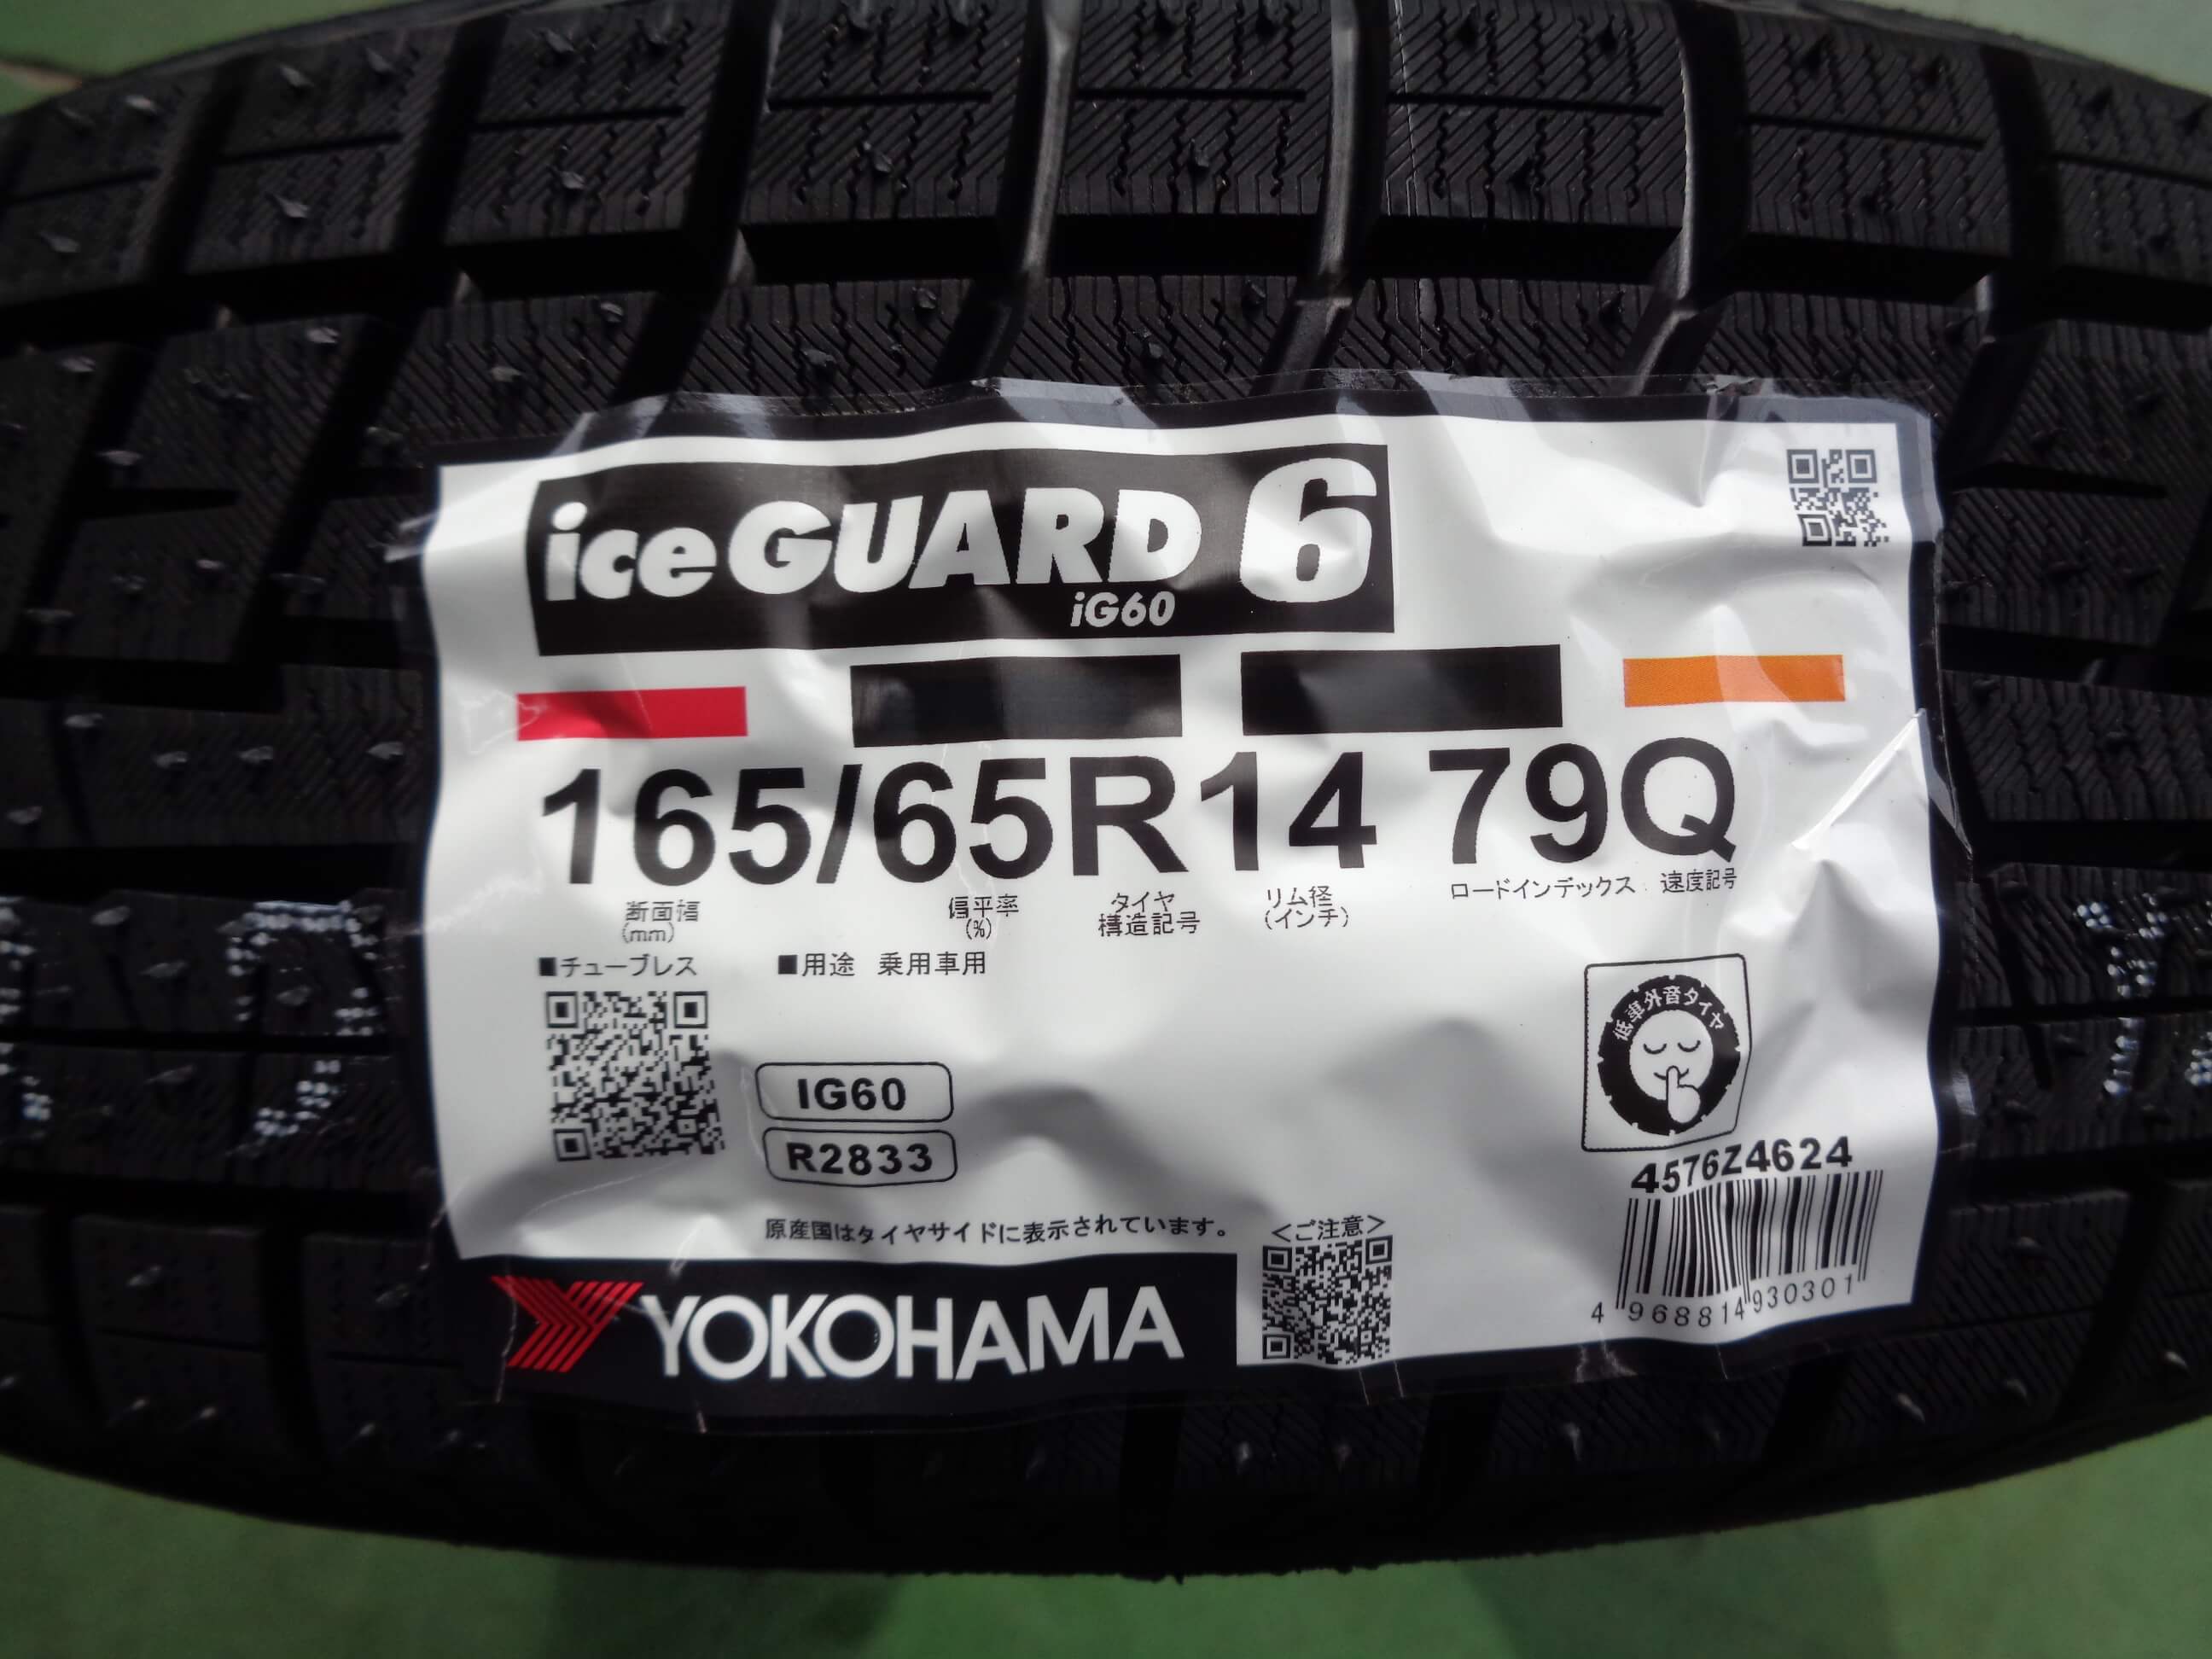 iceGUARD 6
iG60
165/65R14 79Q
断面幅
(mm)
偏平率
(%)
タイヤ
構造記号
リム径
(インチ)
ロードインデックス
速度記号
■チューブレス
■用途 乗用車用
低車外音タイヤ
IG60
R2833
4576Z4624
原産国はタイヤサイドに表示されています。
<ご注意>
4 968814 930301
YOKOHAMA